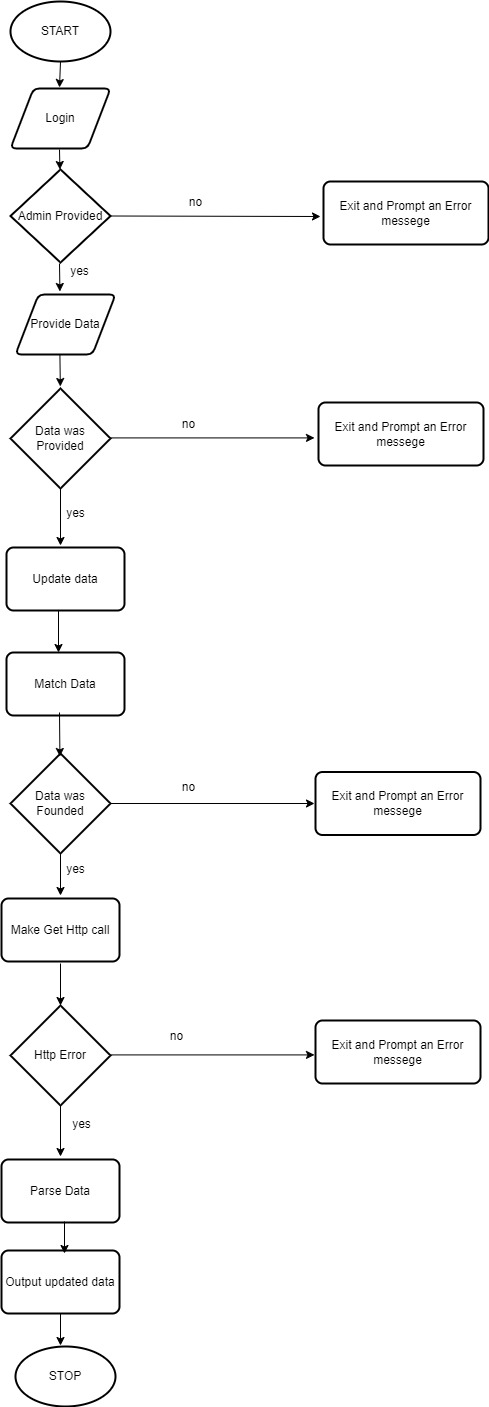 START
Login
Admin Provided
no
Exit and Prompt an Error
messege
yes
Provide Data
Data was
Provided
no
Exit and Prompt an Error
messege
yes
Update data
Match Data
Data was
Founded
no
Exit and Prompt an Error
messege
yes
Make Get Http call
Http Error
no
Exit and Prompt an Error
messege
yes
Parse Data
Output updated data
STOP